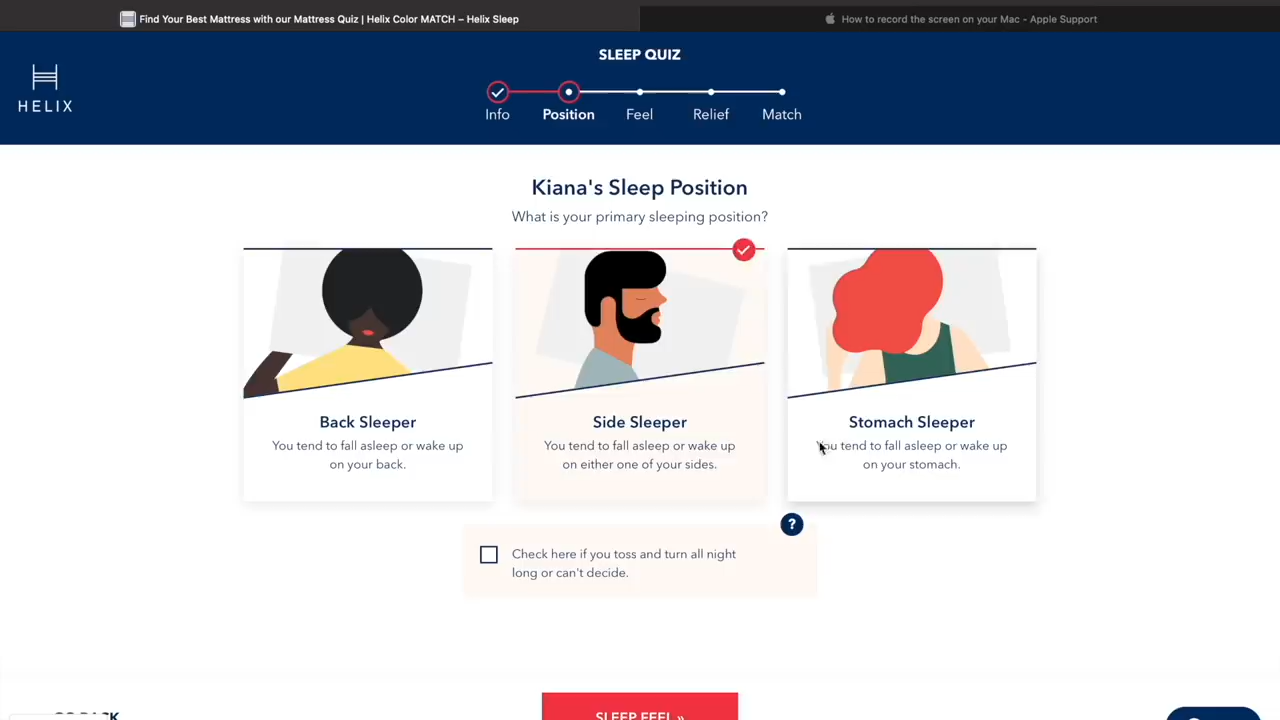 Find Your Best Mattress with our Mattress Quiz | Helix Color MATCH – Helix Sleep
How to record the screen on your Mac - Apple Support
SLEEP QUIZ
HELIX
Info
Position
Feel
Relief
Match
Kiana's Sleep Position
What is your primary sleeping position?
Back Sleeper
You tend to fall asleep or wake up
on your back.
Side Sleeper
You tend to fall asleep or wake up
on either one of your sides.
Stomach Sleeper
You tend to fall asleep or wake up
on your stomach.
?
Check here if you toss and turn all night
long or can't decide.
SLEEP FEEL »